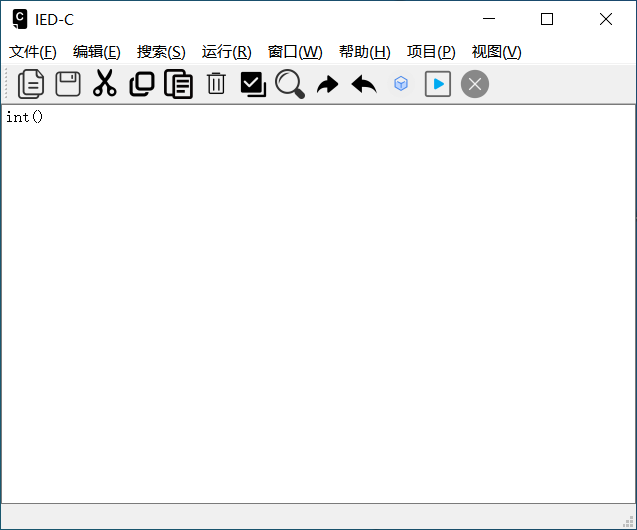 C IED-C
文件(F) 编辑(E) 搜索(S) 运行(R) 窗口(W) 帮助(H) 项目(P) 视图(V)
int()